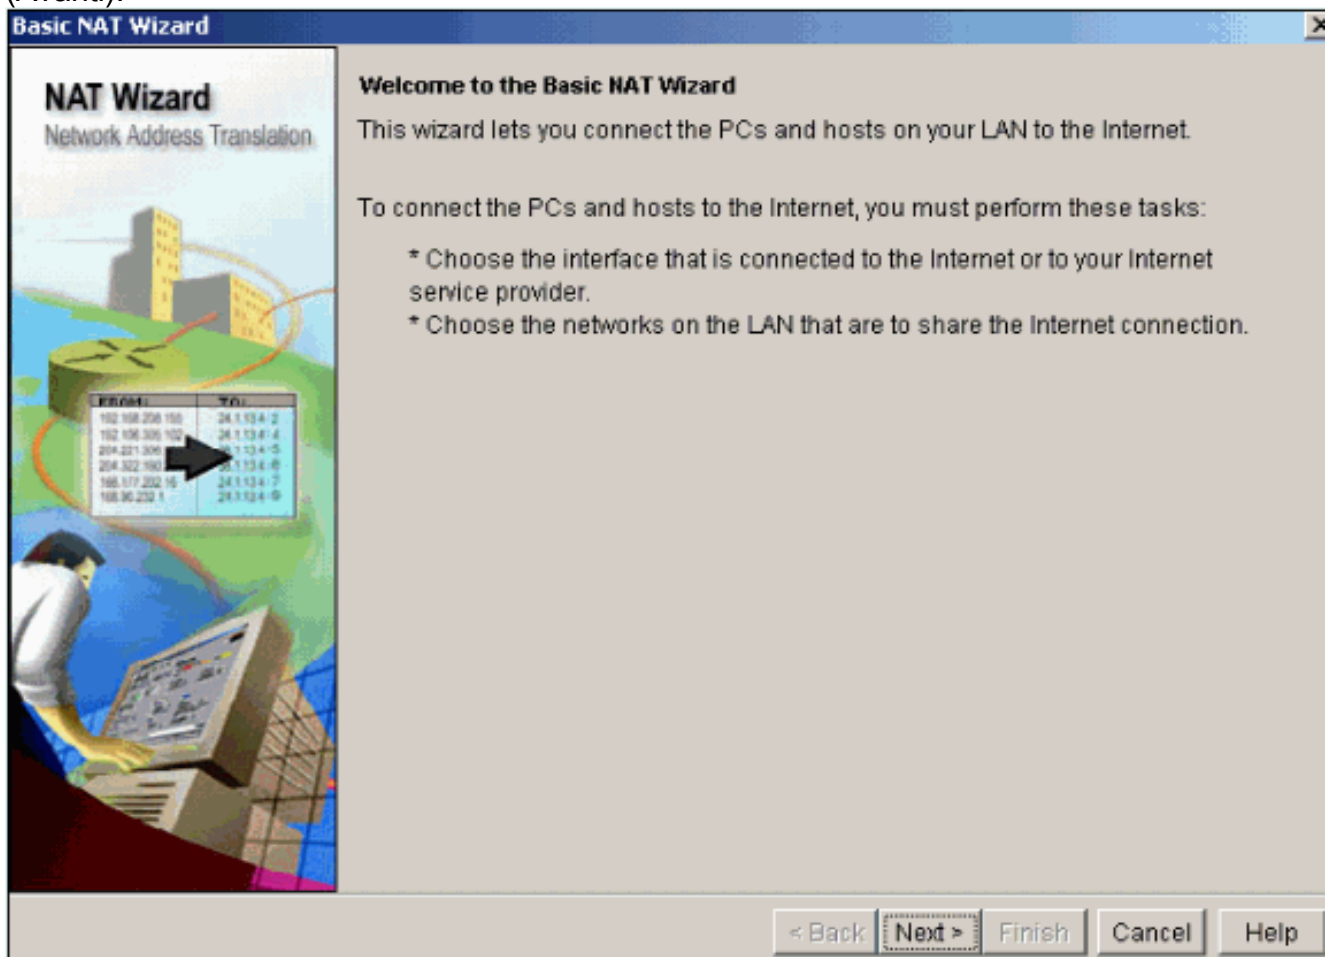 (Avanti).
Basic NAT Wizard
NAT Wizard
Network Address Translation
Welcome to the Basic NAT Wizard
This wizard lets you connect the PCs and hosts on your LAN to the Internet.
To connect the PCs and hosts to the Internet, you must perform these tasks:
* Choose the interface that is connected to the Internet or to your Internet
service provider.
* Choose the networks on the LAN that are to share the Internet connection.
FROM: TO:
< Back Next > Finish Cancel Help